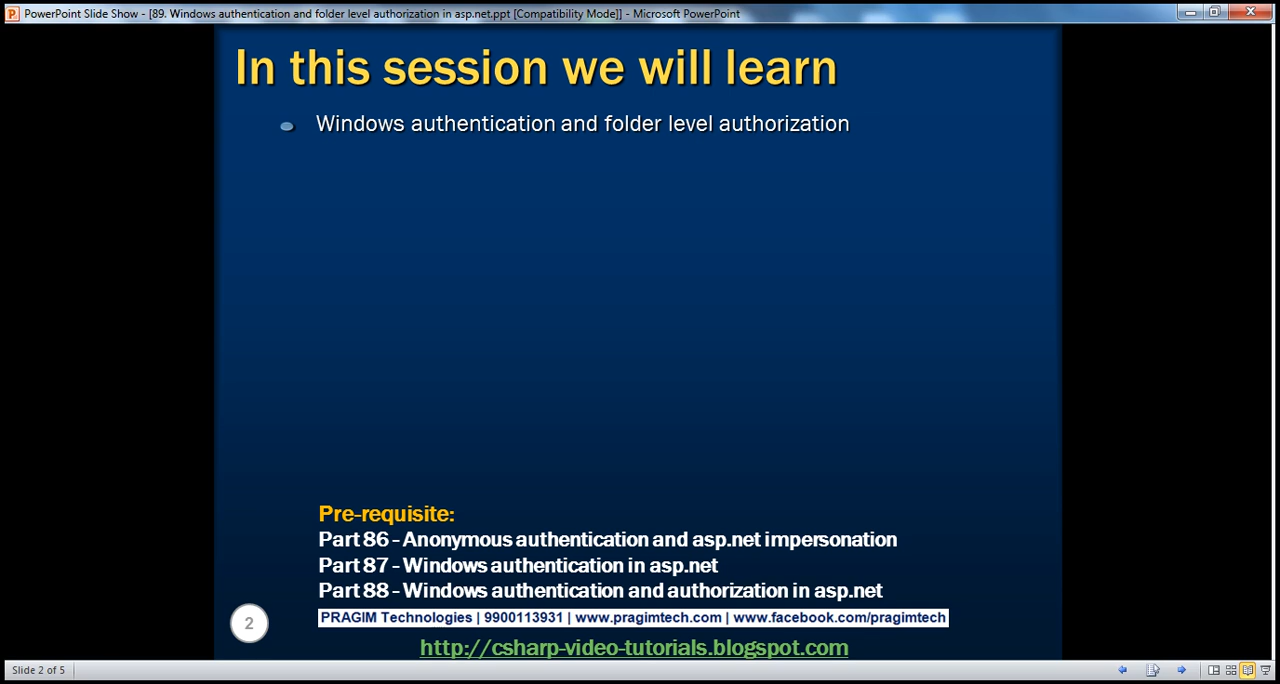 PowerPoint Slide Show - [89. Windows authentication and folder level authorization in asp.net.ppt [Compatibility Mode]] - Microsoft PowerPoint
In this session we will learn
Windows authentication and folder level authorization
Pre-requisite:
Part 86 - Anonymous authentication and asp.net impersonation
Part 87 - Windows authentication in asp.net
Part 88 - Windows authentication and authorization in asp.net
PRAGIM Technologies | 9900113931 | www.pragimtech.com | www.facebook.com/pragimtech
2
http://csharp-video-tutorials.blogspot.com
Slide 2 of 5